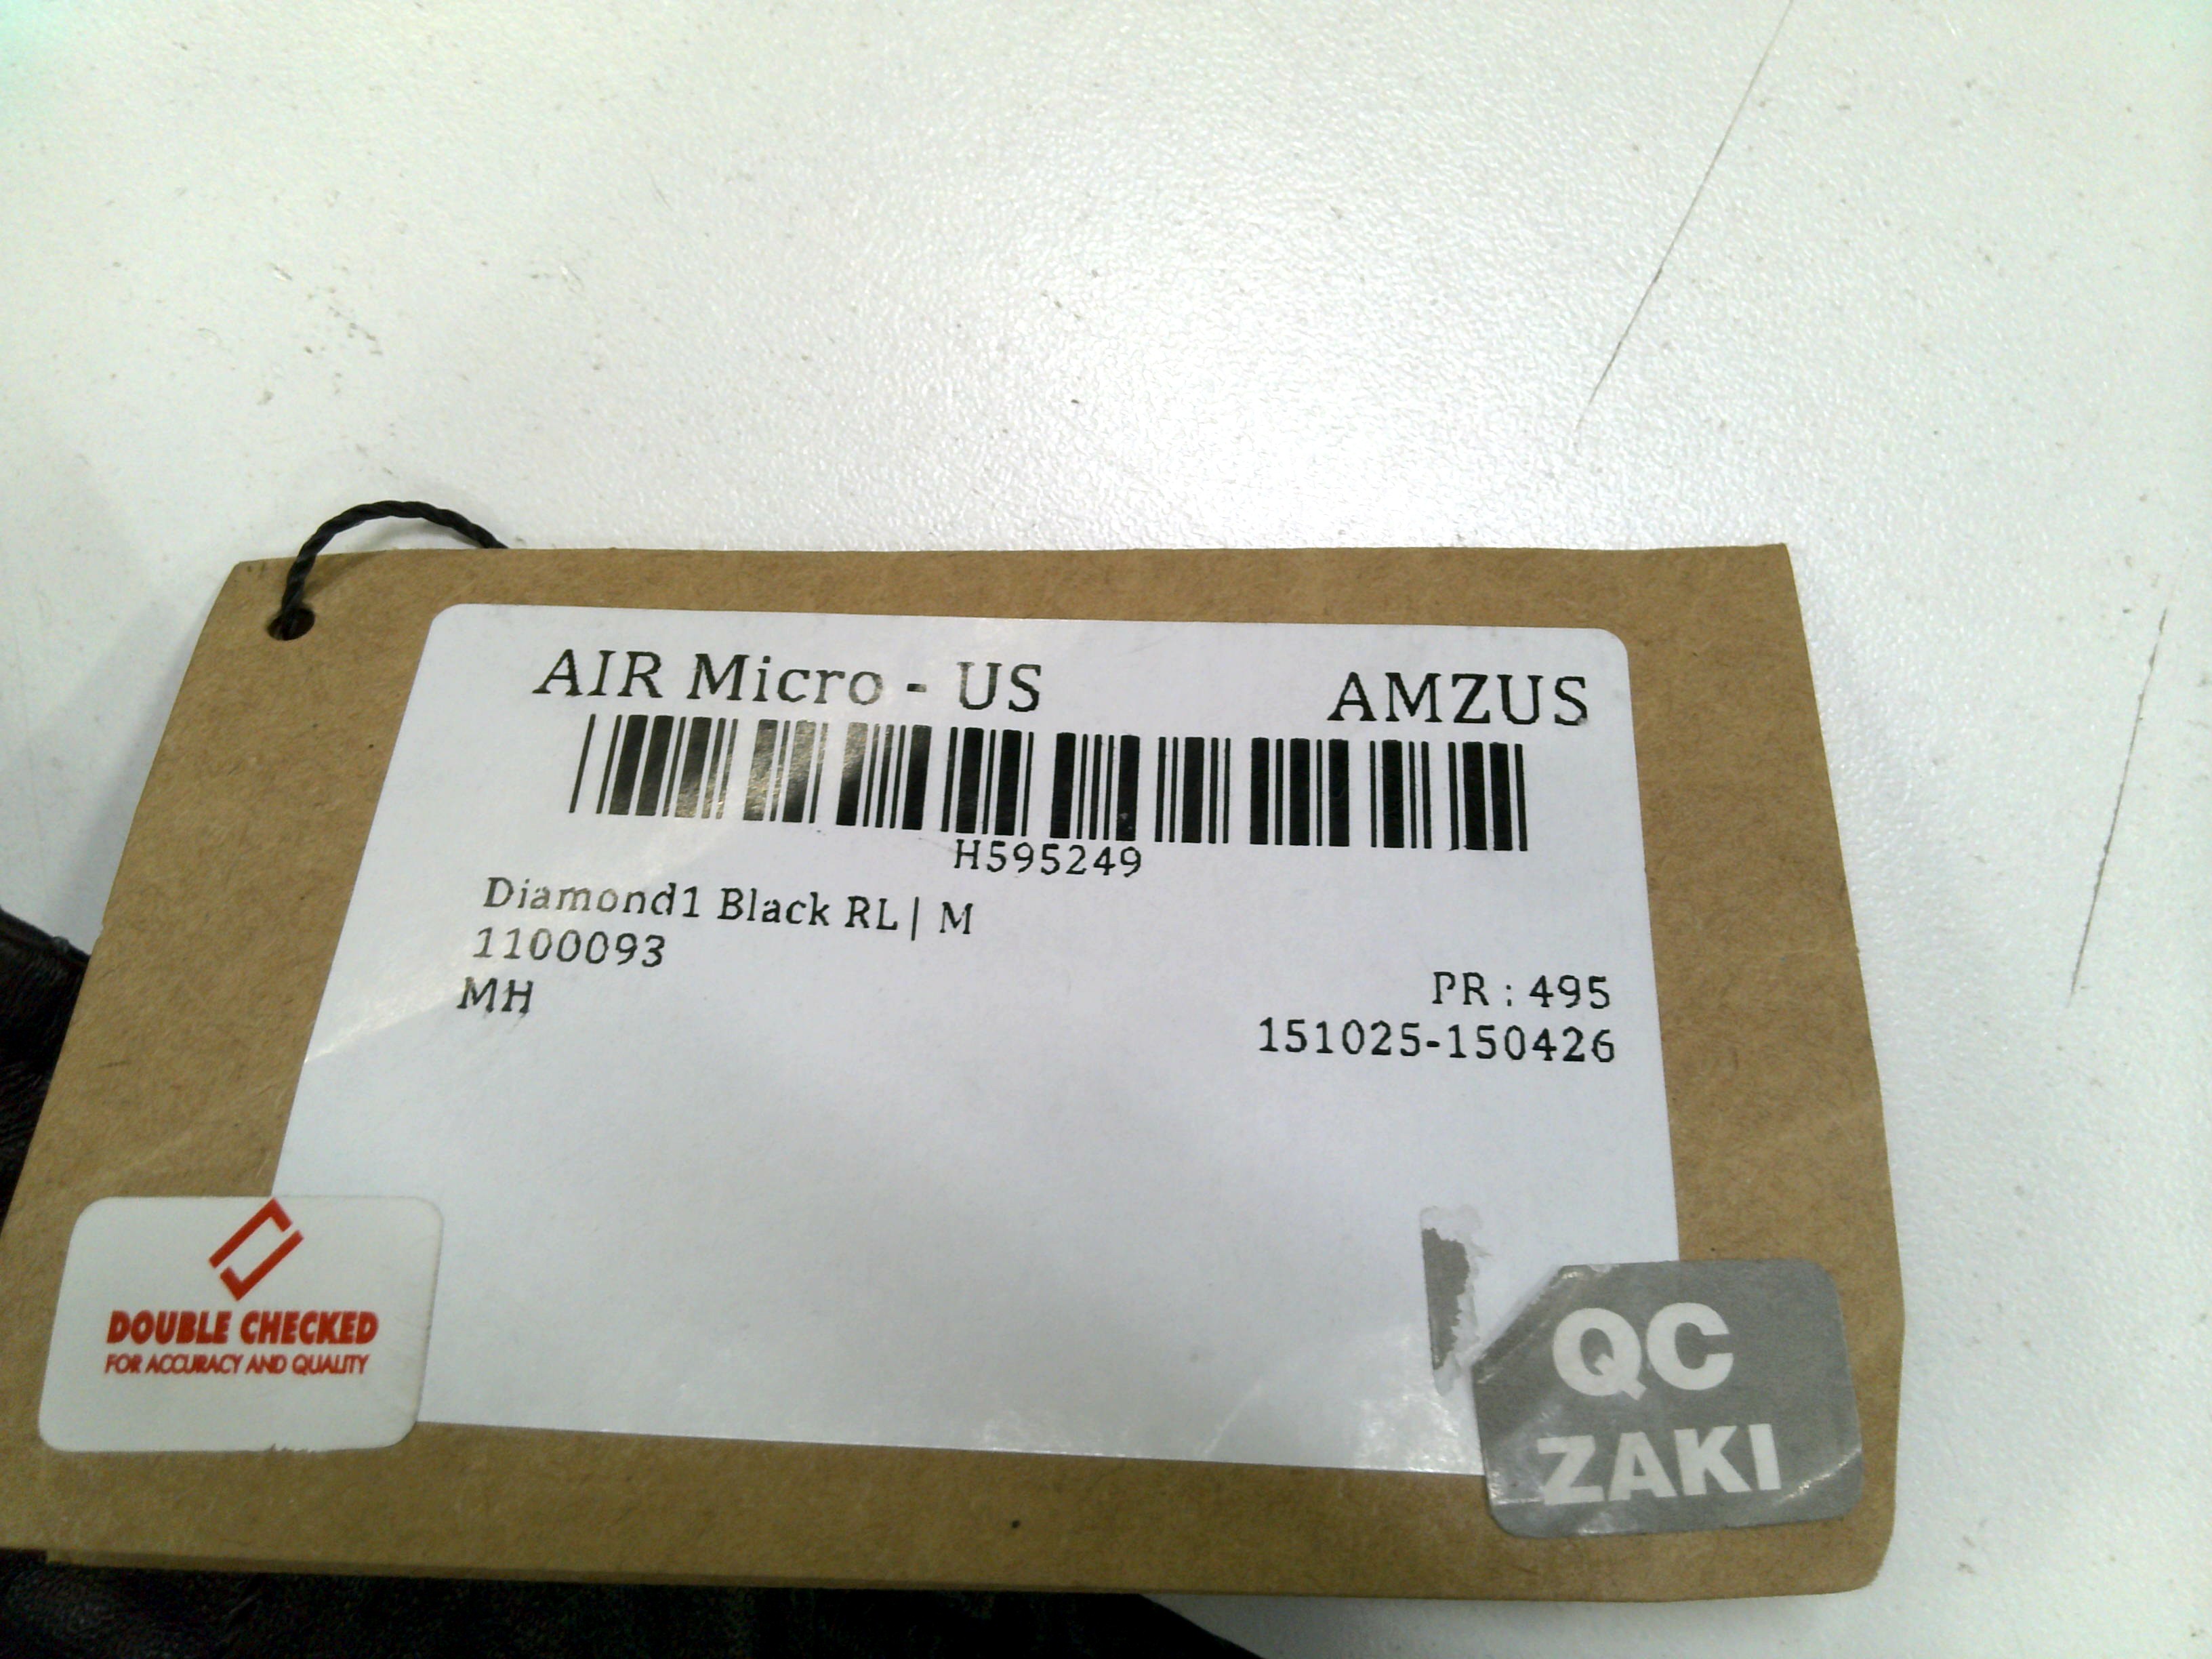 AIR Micro - US AMZUS
H595249
Diamond1 Black RL| M
1100093
MH
PR : 495
151025-150426
DOUBLE CHECKED
FOR ACCURACY AND QUALITY
QC
ZAKI